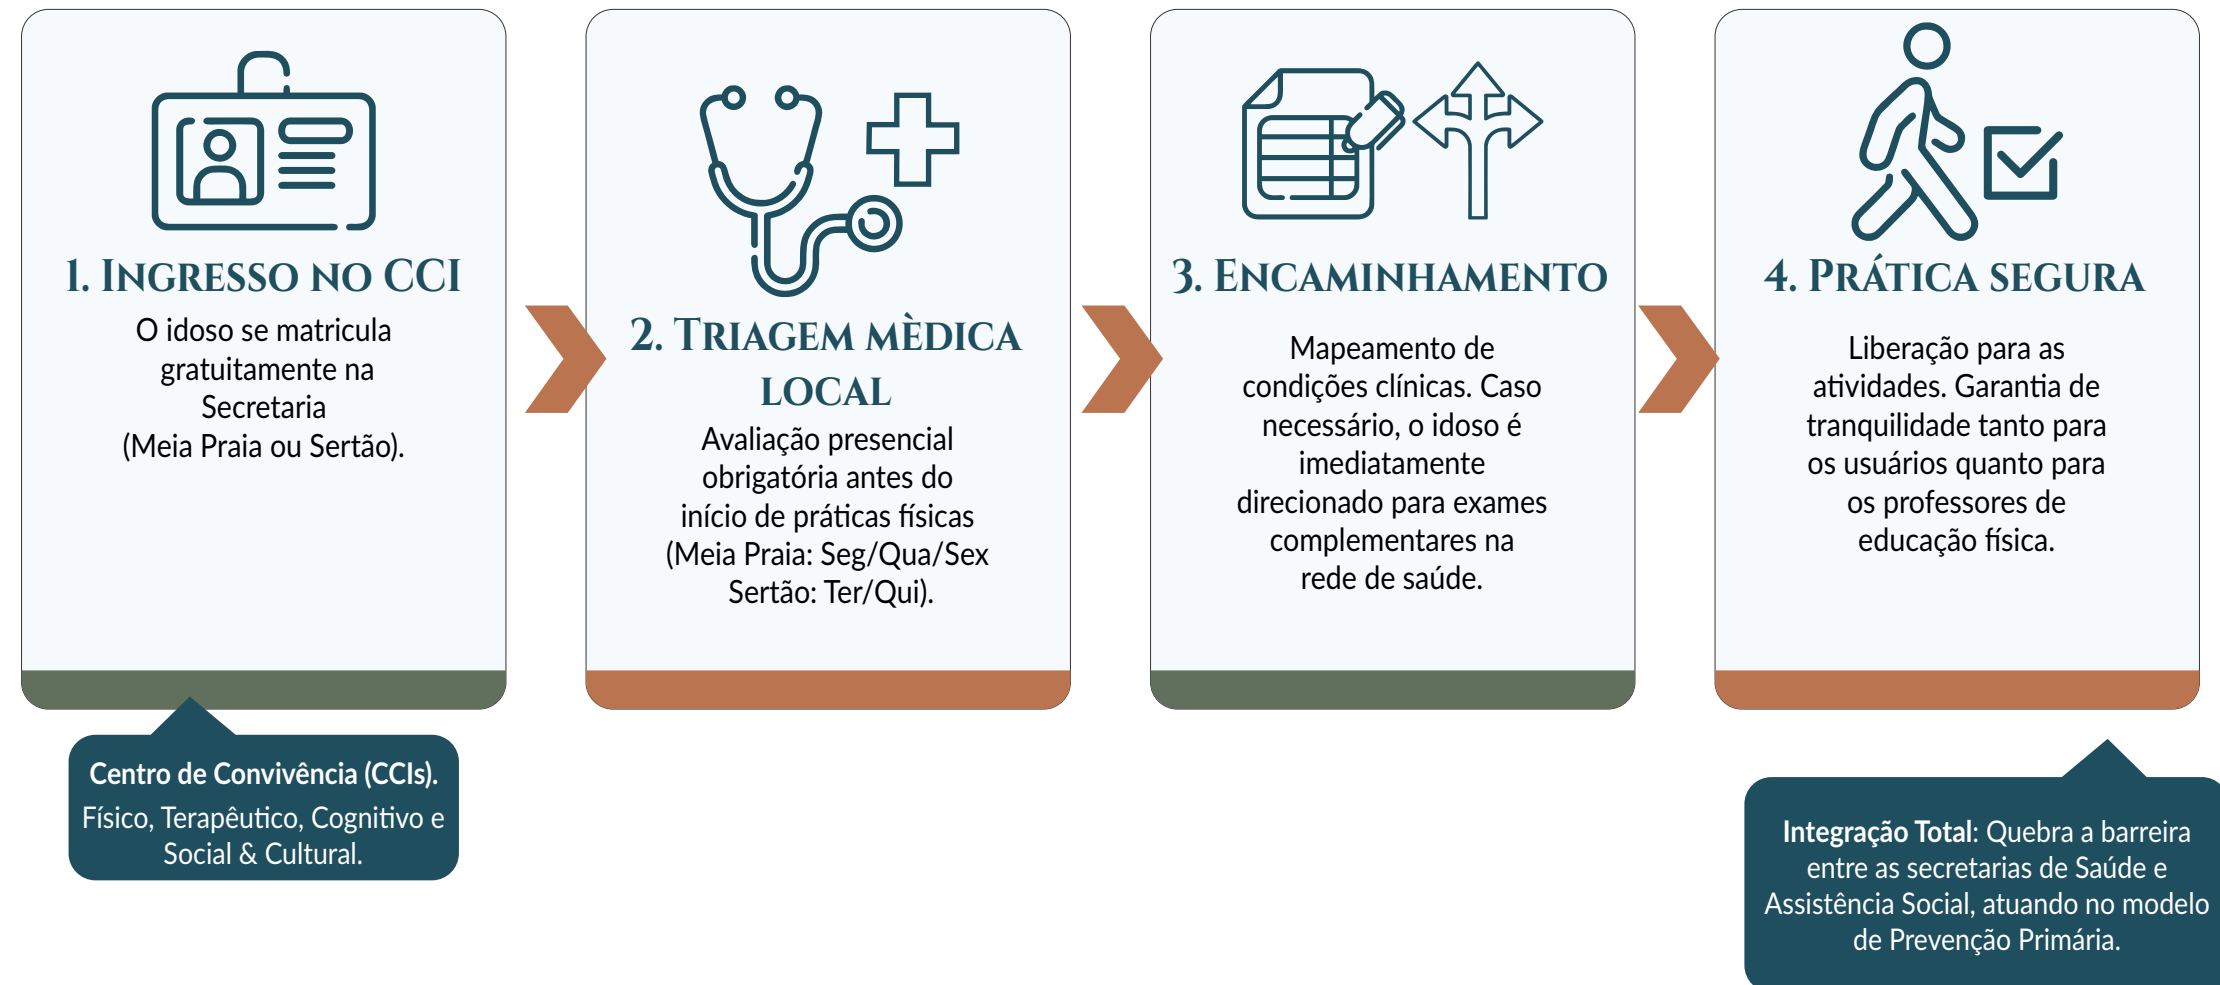 1. Ingresso no CCI
O idoso se matricula
gratuitamente na
Secretaria
(Meia Praia ou Sertão).
2. Triagem mèdica
local
Avaliação presencial
obrigatória antes do
início de práticas físicas
(Meia Praia: Seg/Qua/Sex
Sertão: Ter/Qui).
3. Encaminhamento
Mapeamento de
condições clínicas. Caso
necessário, o idoso é
imediatamente
direcionado para exames
complementares na
rede de saúde.
4. Prática segura
Liberação para as
atividades. Garantia de
tranquilidade tanto para
os usuários quanto para
os professores de
educação física.
Centro de Convivência (CCIs).
Físico, Terapêutico, Cognitivo e
Social & Cultural.
Integração Total: Quebra a barreira
entre as secretarias de Saúde e
Assistência Social, atuando no modelo
de Prevenção Primária.